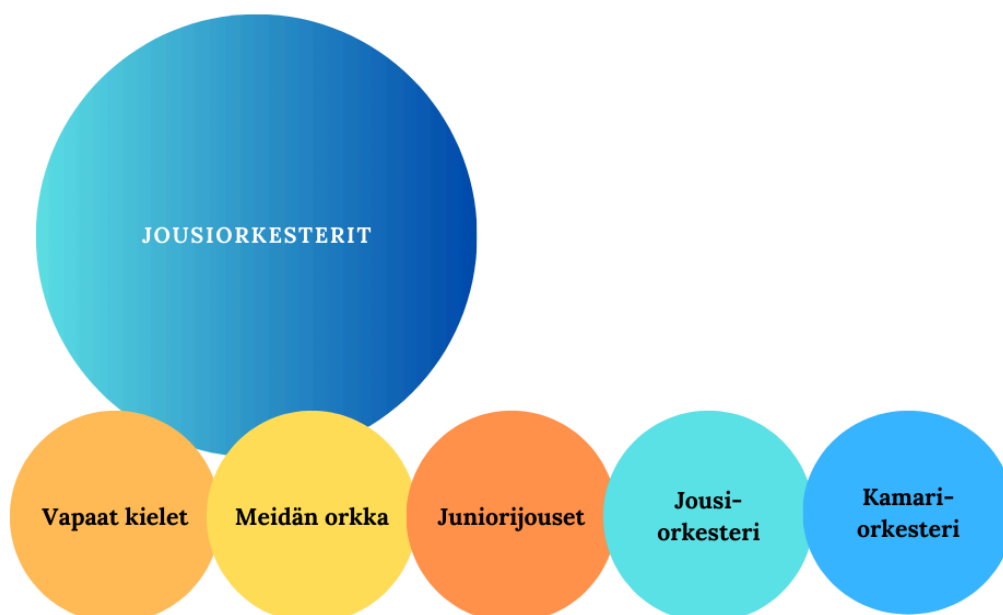 JOUSIORKESTERIT
Vapaat kielet
Meidän orkka
Juniorijouset
Jousi-
orkesteri
Kamari-
orkesteri